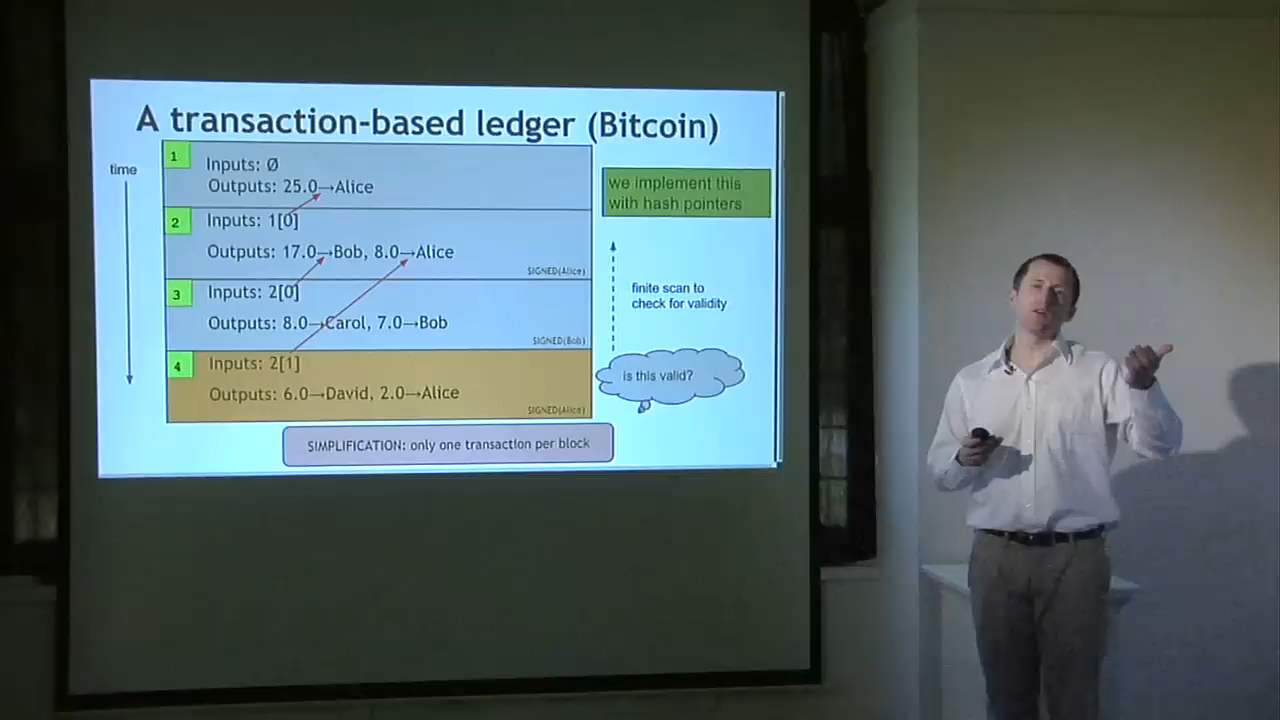 A transaction-based ledger (Bitcoin)
time
1
Inputs: Ø
Outputs: 25.0→Alice
2
Inputs: 1[0]
Outputs: 17.0→Bob, 8.0→Alice
SIGNED(Alice)
3
Inputs: 2[0]
Outputs: 8.0→Carol, 7.0→Bob
SIGNED(Bob)
4
Inputs: 2[1]
Outputs: 6.0→David, 2.0→Alice
SIGNED(Alice)
we implement this
with hash pointers
finite scan to
check for validity
is this valid?
SIMPLIFICATION: only one transaction per block